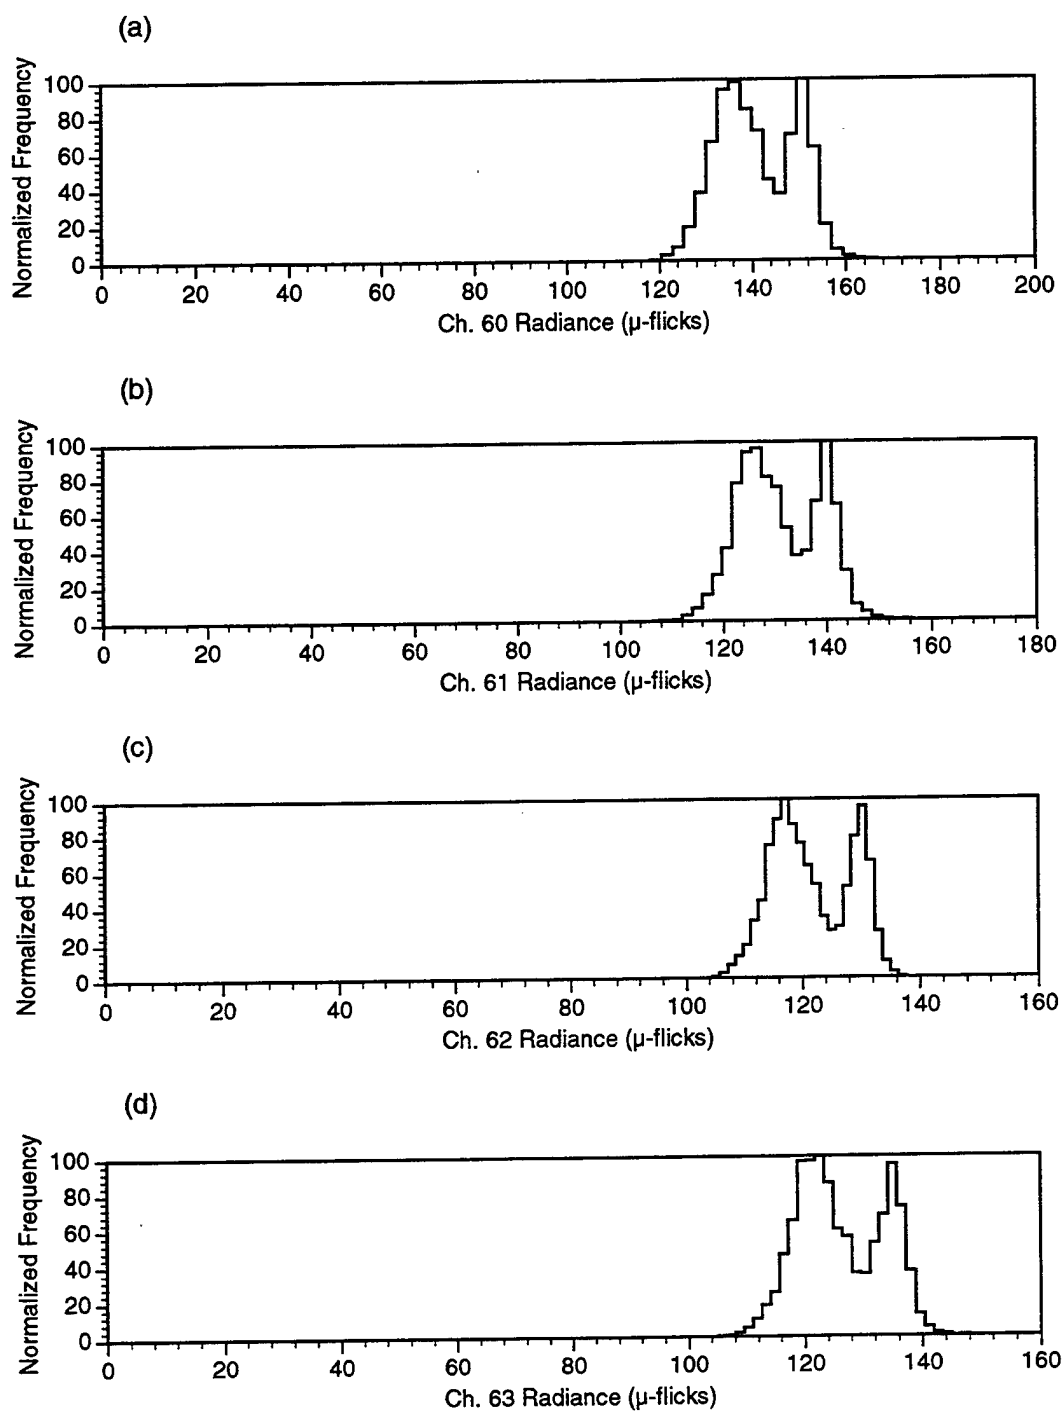 (a)
Normalized Frequency
100
80
60
40
20
0
0 20 40 60 80 100 120 140 160 180 200
Ch. 60 Radiance (µ-flicks)
(b)
Normalized Frequency
100
80
60
40
20
0
0 20 40 60 80 100 120 140 160 180
Ch. 61 Radiance (µ-flicks)
(c)
Normalized Frequency
100
80
60
40
20
0
0 20 40 60 80 100 120 140 160
Ch. 62 Radiance (µ-flicks)
(d)
Normalized Frequency
100
80
60
40
20
0
0 20 40 60 80 100 120 140 160
Ch. 63 Radiance (µ-flicks)